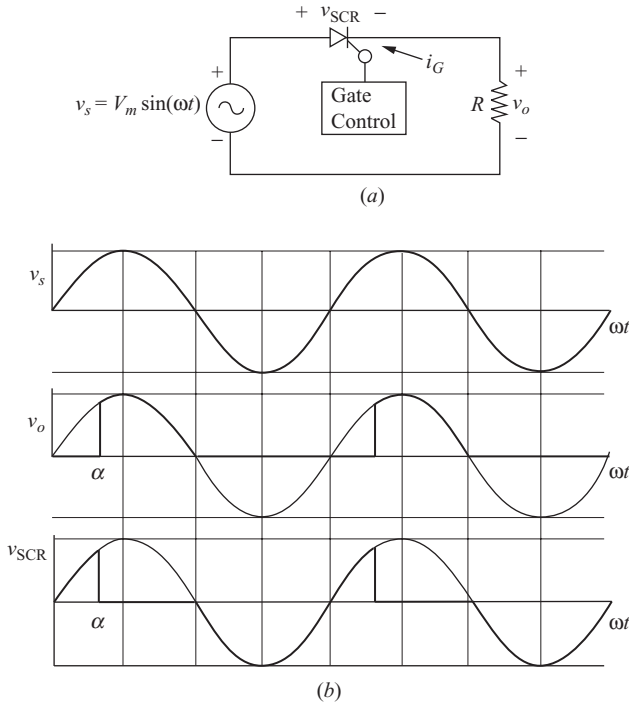 + v_SCR −
i_G
+
v_s = V_m sin(ωt)
−
Gate
Control
+
R v_o
−
(a)
v_s
ωt
v_o
α
ωt
v_SCR
α
ωt
(b)